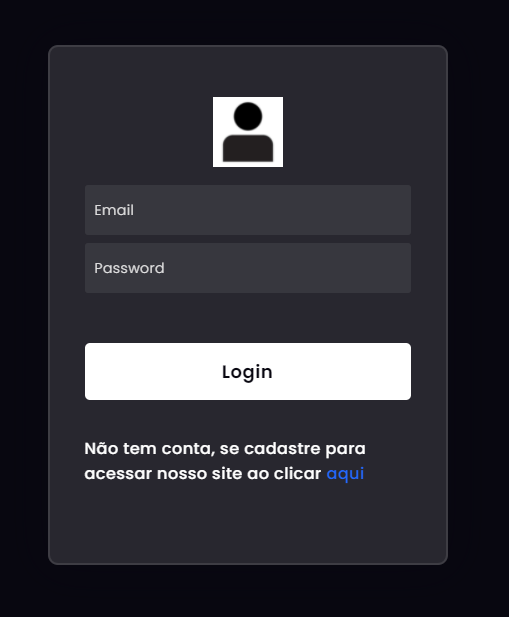 Email
Password
Login
Não tem conta, se cadastre para
acessar nosso site ao clicar aqui